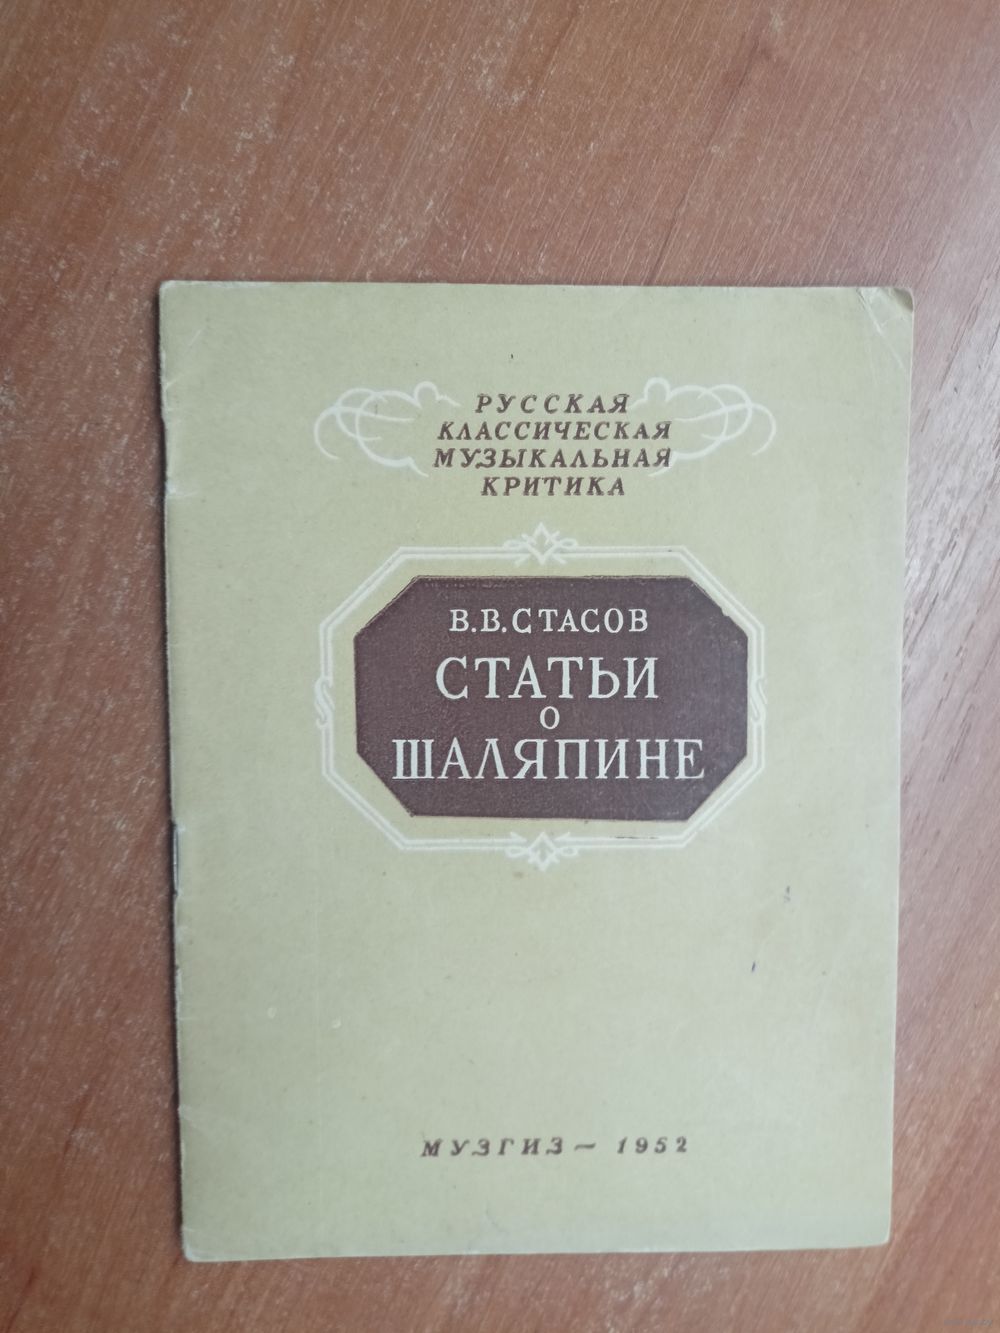 РУССКАЯ
КЛАССИЧЕСКАЯ
МУЗЫКАЛЬНАЯ
КРИТИКА
В.В.СТАСОВ
СТАТЬИ
О
ШАЛЯПИНЕ
МУЗГИЗ – 1952